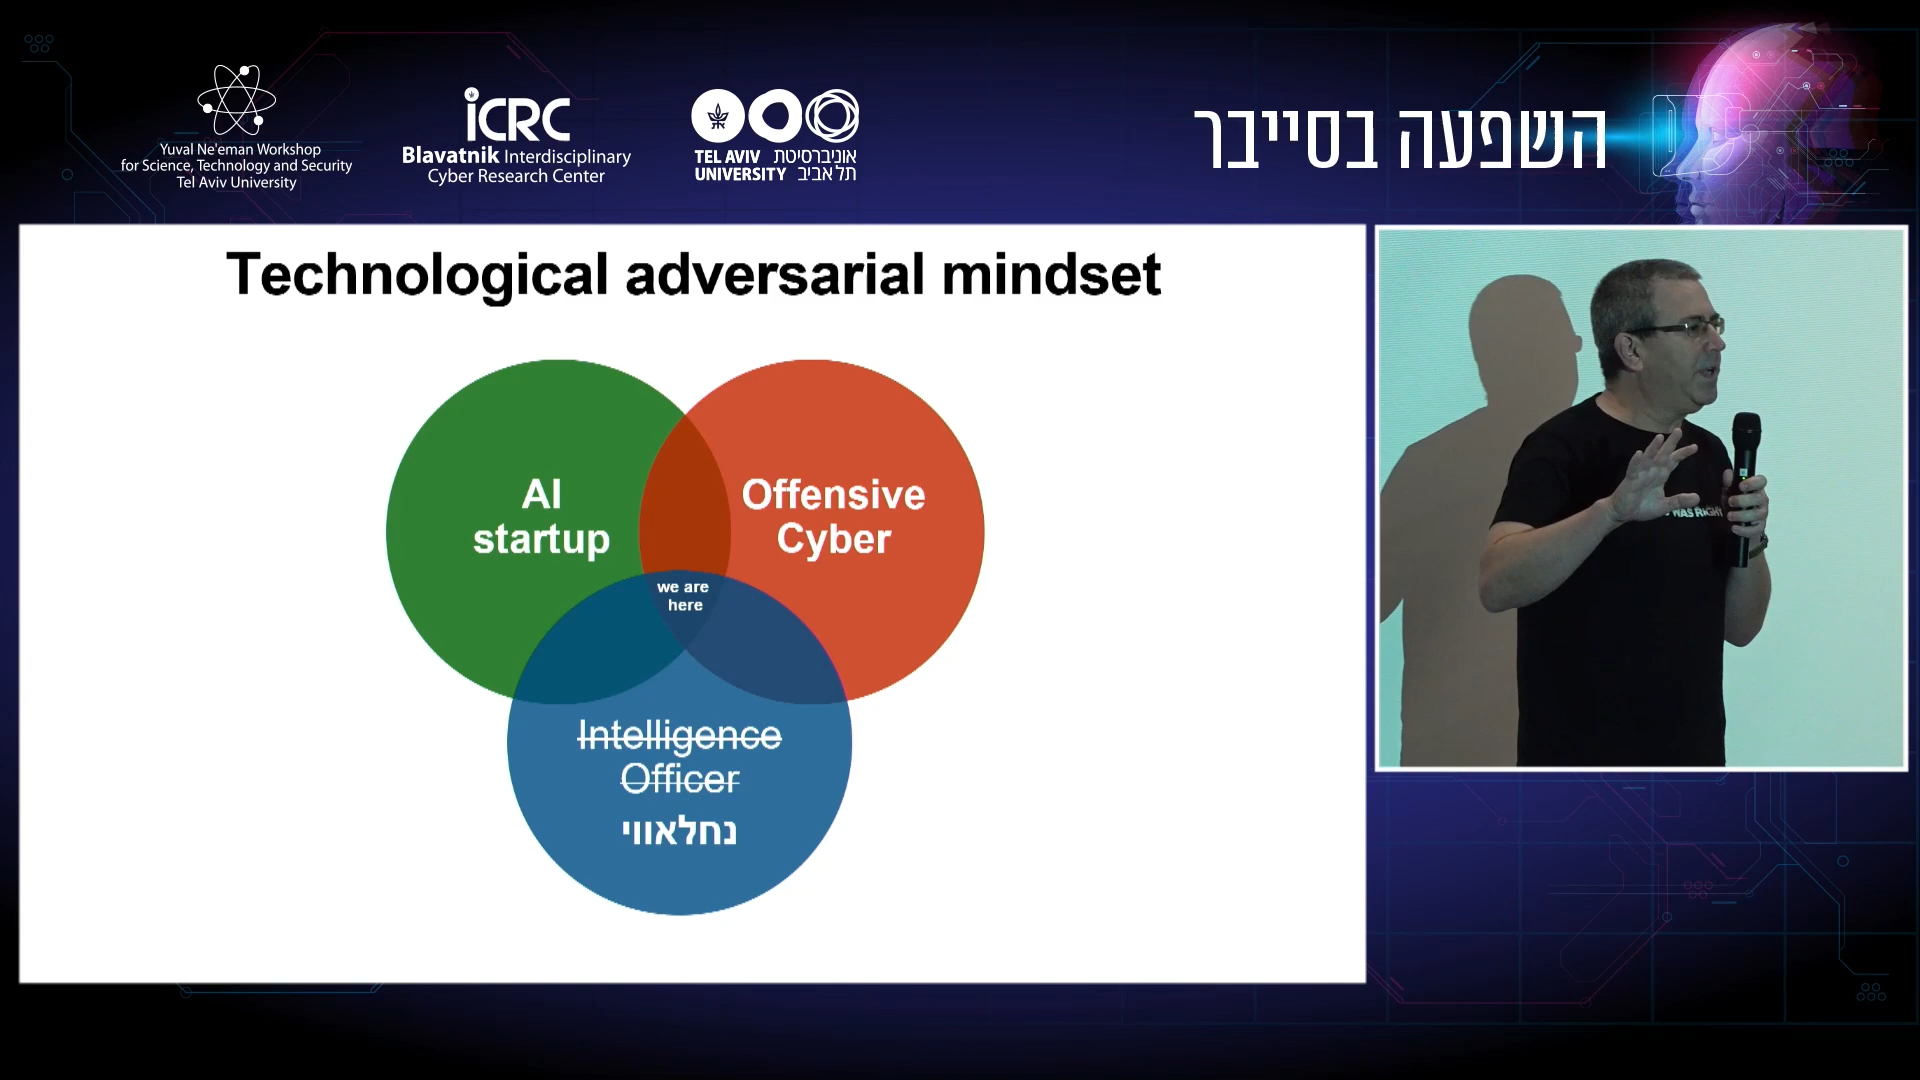 Yuval Ne'eman Workshop
for Science, Technology and Security
Tel Aviv University
iCRC
Blavatnik Interdisciplinary
Cyber Research Center
TEL AVIV UNIVERSITY
אוניברסיטת תל אביב
השפעה בסייבר
Technological adversarial mindset
AI
startup
Offensive
Cyber
we are
here
Intelligence
Officer
נחלאווי
WAS RIGHT